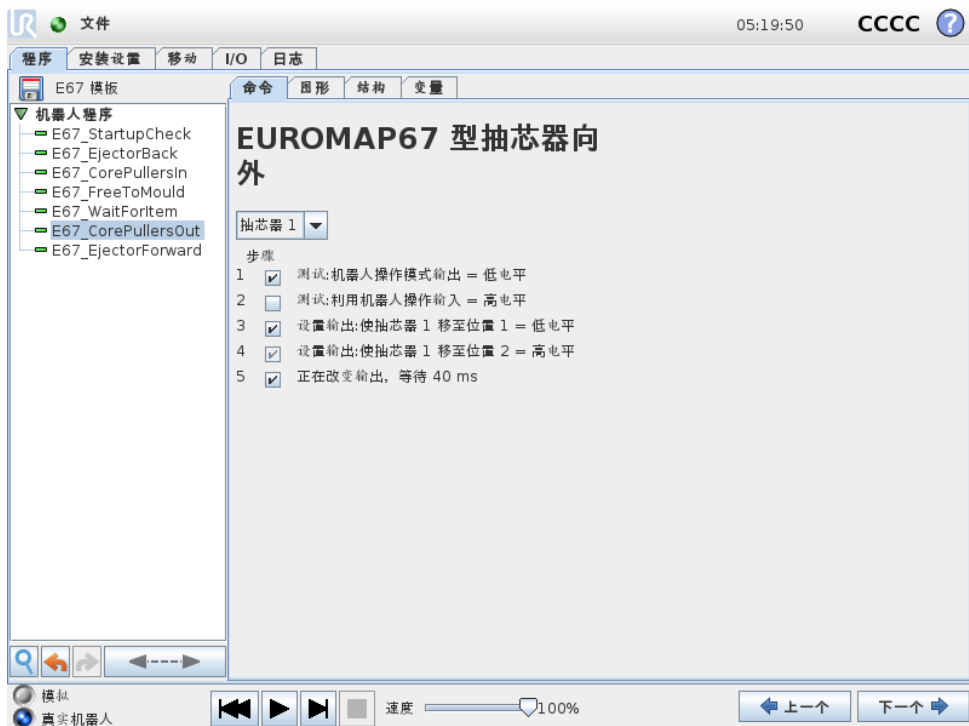 UR 文件 05:19:50 CCCC ?
程序 安装设置 移动 I/O 日志
E67 模板
命令 图形 结构 变量
机器人程序
E67_StartupCheck
E67_EjectorBack
E67_CorePullersIn
E67_FreeToMould
E67_WaitForItem
E67_CorePullersOut
E67_EjectorForward
EUROMAP67 型抽芯器向
外
抽芯器 1
步骤
1 测试:机器人操作模式输出 = 低电平
2 测试:利用机器人操作输入 = 高电平
3 设置输出:使抽芯器 1 移至位置 1 = 低电平
4 设置输出:使抽芯器 1 移至位置 2 = 高电平
5 正在改变输出，等待 40 ms
模拟
真实机器人
速度 100%
上一个 下一个